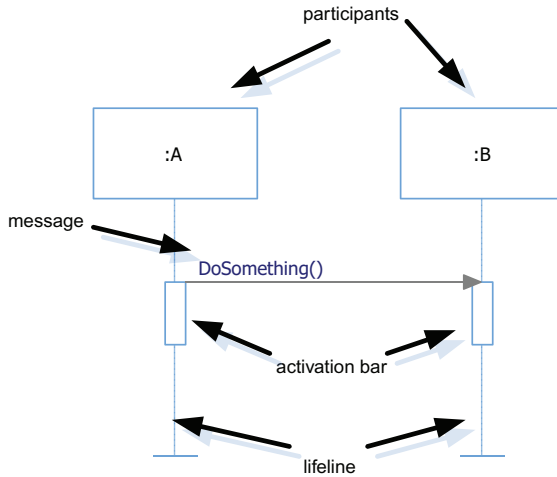 participants
:A
:B
message
DoSomething()
activation bar
lifeline